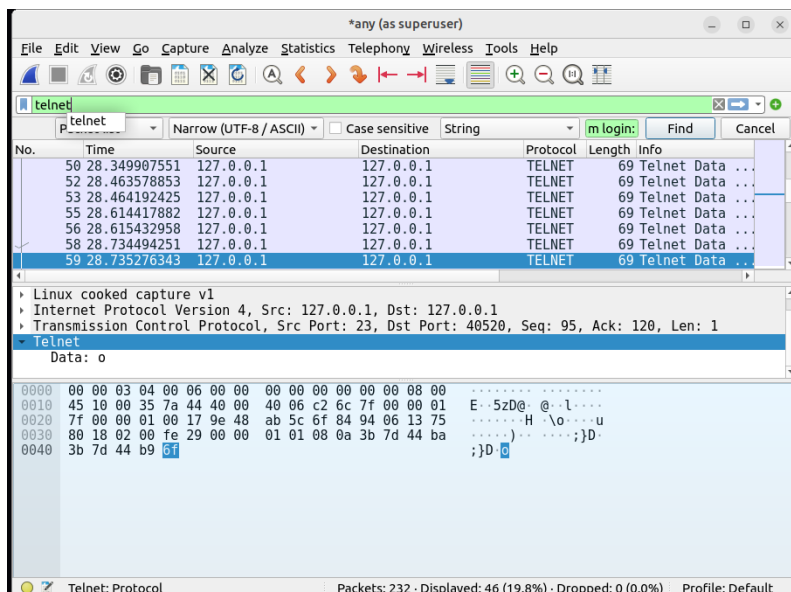 *any (as superuser)
File Edit View Go Capture Analyze Statistics Telephony Wireless Tools Help
telnet
telnet
Narrow (UTF-8 / ASCII) Case sensitive String m login: Find Cancel
No. Time Source Destination Protocol Length Info
50 28.349907551 127.0.0.1 127.0.0.1 TELNET 69 Telnet Data ...
52 28.463578853 127.0.0.1 127.0.0.1 TELNET 69 Telnet Data ...
53 28.464192425 127.0.0.1 127.0.0.1 TELNET 69 Telnet Data ...
55 28.614417882 127.0.0.1 127.0.0.1 TELNET 69 Telnet Data ...
56 28.615432958 127.0.0.1 127.0.0.1 TELNET 69 Telnet Data ...
58 28.734494251 127.0.0.1 127.0.0.1 TELNET 69 Telnet Data ...
59 28.735276343 127.0.0.1 127.0.0.1 TELNET 69 Telnet Data ...
Linux cooked capture v1
Internet Protocol Version 4, Src: 127.0.0.1, Dst: 127.0.0.1
Transmission Control Protocol, Src Port: 23, Dst Port: 40520, Seq: 95, Ack: 120, Len: 1
Telnet
Data: o
0000 00 00 03 04 00 06 00 00 00 00 00 00 00 00 08 00 ········ ········
0010 45 10 00 35 7a 44 40 00 40 06 c2 6c 7f 00 00 01 E··5zD@· @··l····
0020 7f 00 00 01 00 17 9e 48 ab 5c 6f 84 94 06 13 75 ·······H ·\o····u
0030 80 18 02 00 fe 29 00 00 01 01 08 0a 3b 7d 44 ba ·····)·· ····;}D·
0040 3b 7d 44 b9 6f ;}D·o
Telnet: Protocol Packets: 232 · Displayed: 46 (19.8%) · Dropped: 0 (0.0%) Profile: Default